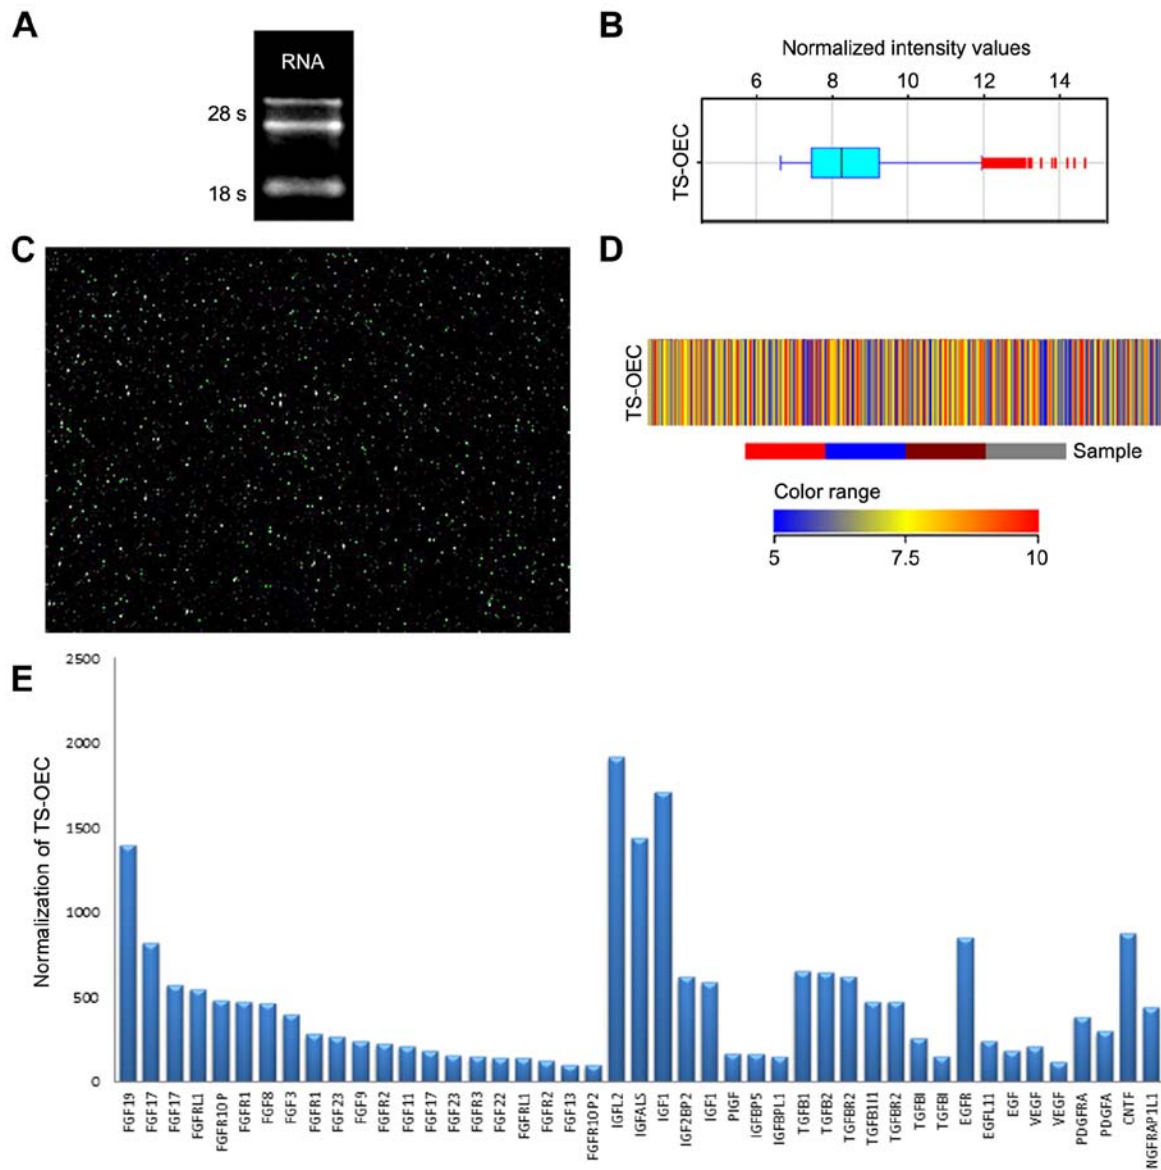 A
RNA
28 s
18 s
B
Normalized intensity values
6 8 10 12 14
TS-OEC
C
D
TS-OEC
Sample
Color range
5 7.5 10
E
Normalization of TS-OEC
2500
2000
1500
1000
500
0
FGF19
FGF17
FGF17
FGFRL1
FGFR1OP
FGFR1
FGF8
FGF3
FGFR1
FGF23
FGF9
FGFR2
FGF11
FGF17
FGF23
FGFR3
FGF22
FGFRL1
FGFR2
FGF13
FGFR1OP2
IGFL2
IGFALS
IGF1
IGF2BP2
IGF1
PIGF
IGFBP5
IGFBPL1
TGFB1
TGFB2
TGFBR2
TGFB1I1
TGFBR2
TGFBI
TGFBI
EGFR
EGFL11
EGF
VEGF
VEGF
PDGFRA
PDGFA
CNTF
NGFRAP1L1